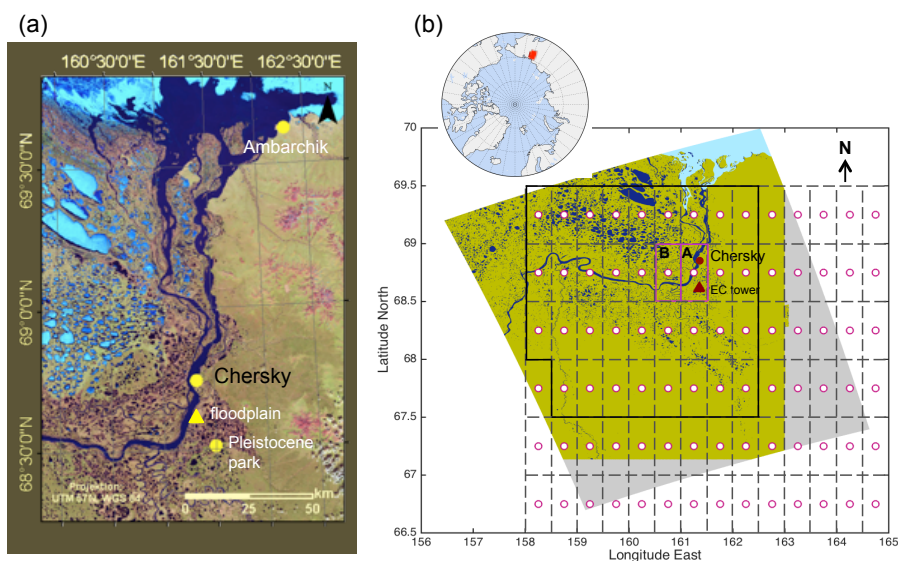 (a)
160°30'0"E 161°30'0"E 162°30'0"E
N
Ambarchik
69°30'0"N
69°0'0"N
Chersky
floodplain
Pleistocene
park
68°30'0"N
Projektion
UTM 57N, WGS 84
km
0 25 50
(b)
70
N
69.5
69
B A Chersky
EC tower
68.5
68
67.5
67
66.5
Latitude North
156 157 158 159 160 161 162 163 164 165
Longitude East